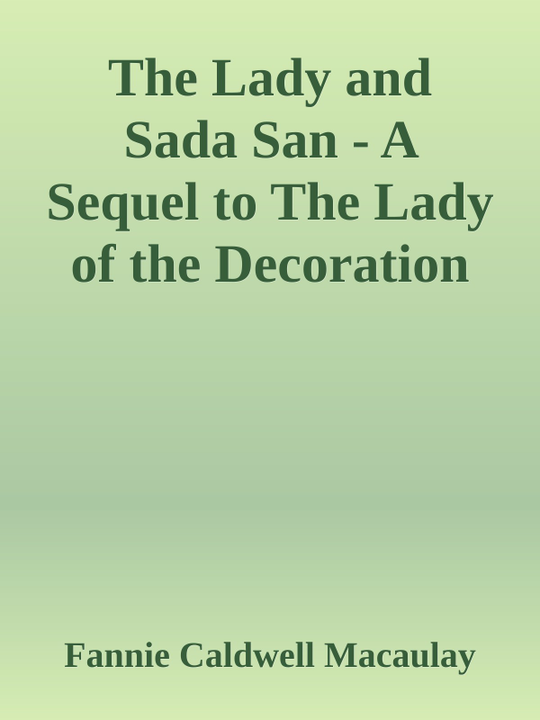 The Lady and
Sada San - A
Sequel to The Lady
of the Decoration
Fannie Caldwell Macaulay